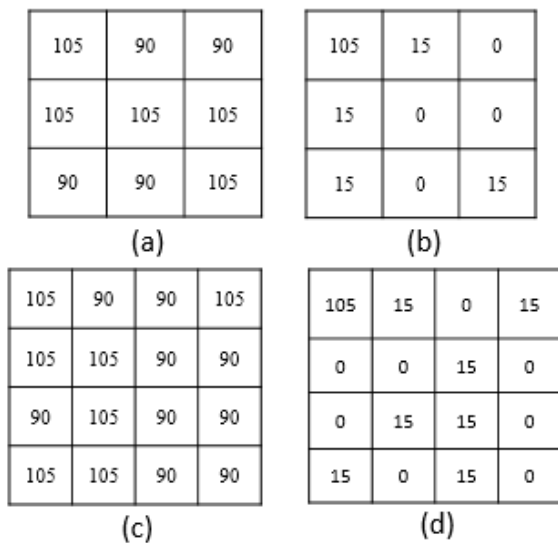 105 90 90
105 105 105
90 90 105
(a)
105 15 0
15 0 0
15 0 15
(b)
105 90 90 105
105 105 90 90
90 105 90 90
105 105 90 90
(c)
105 15 0 15
0 0 15 0
0 15 15 0
15 0 15 0
(d)